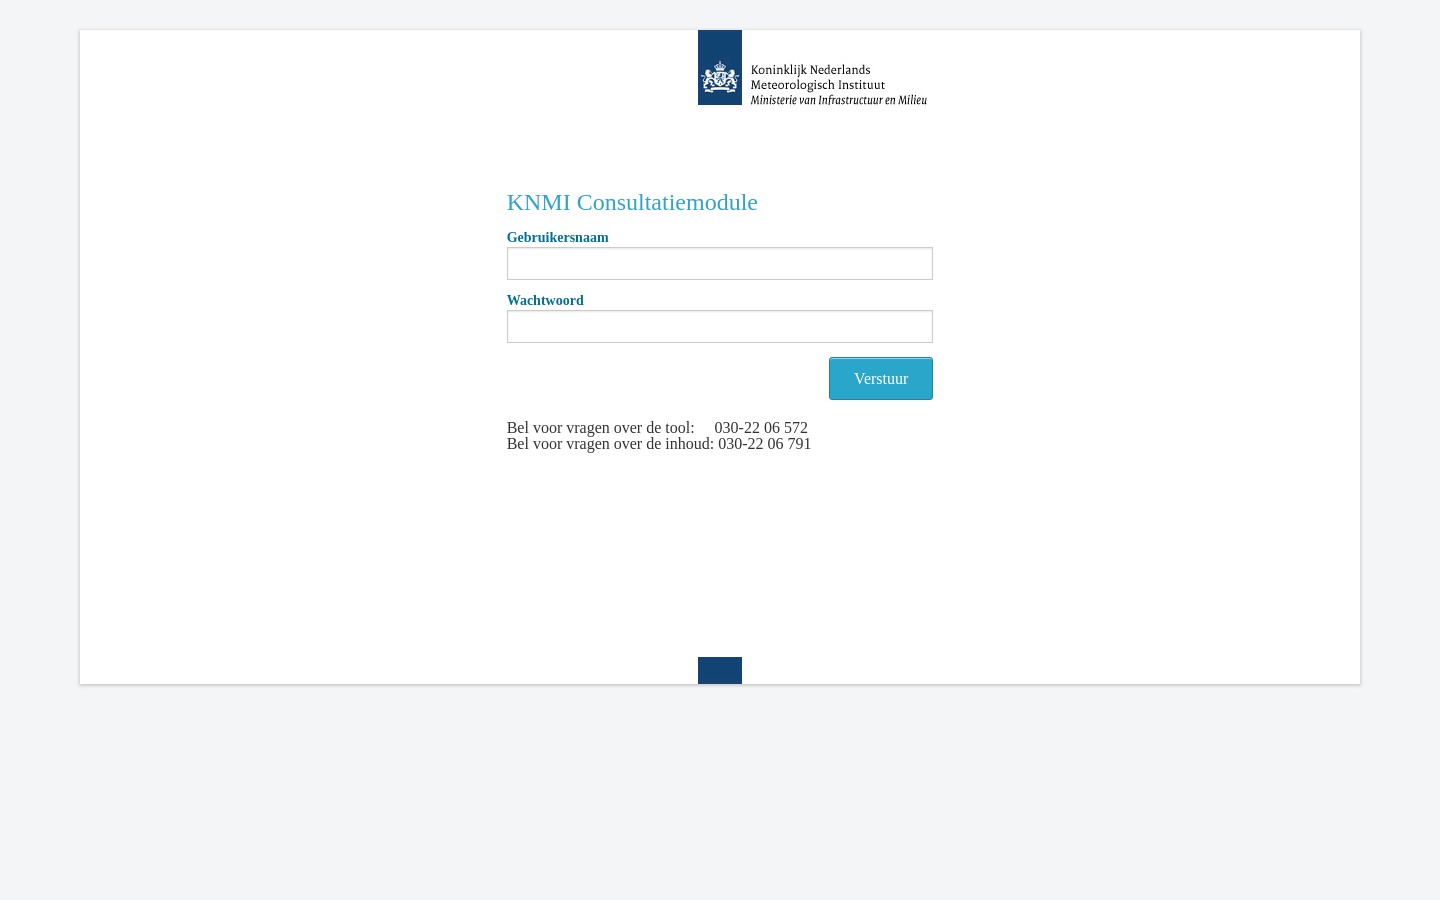 Koninklijk Nederlands
Meteorologisch Instituut
Ministerie van Infrastructuur en Milieu
KNMI Consultatiemodule
Gebruikersnaam
Wachtwoord
Verstuur
Bel voor vragen over de tool: 030-22 06 572
Bel voor vragen over de inhoud: 030-22 06 791